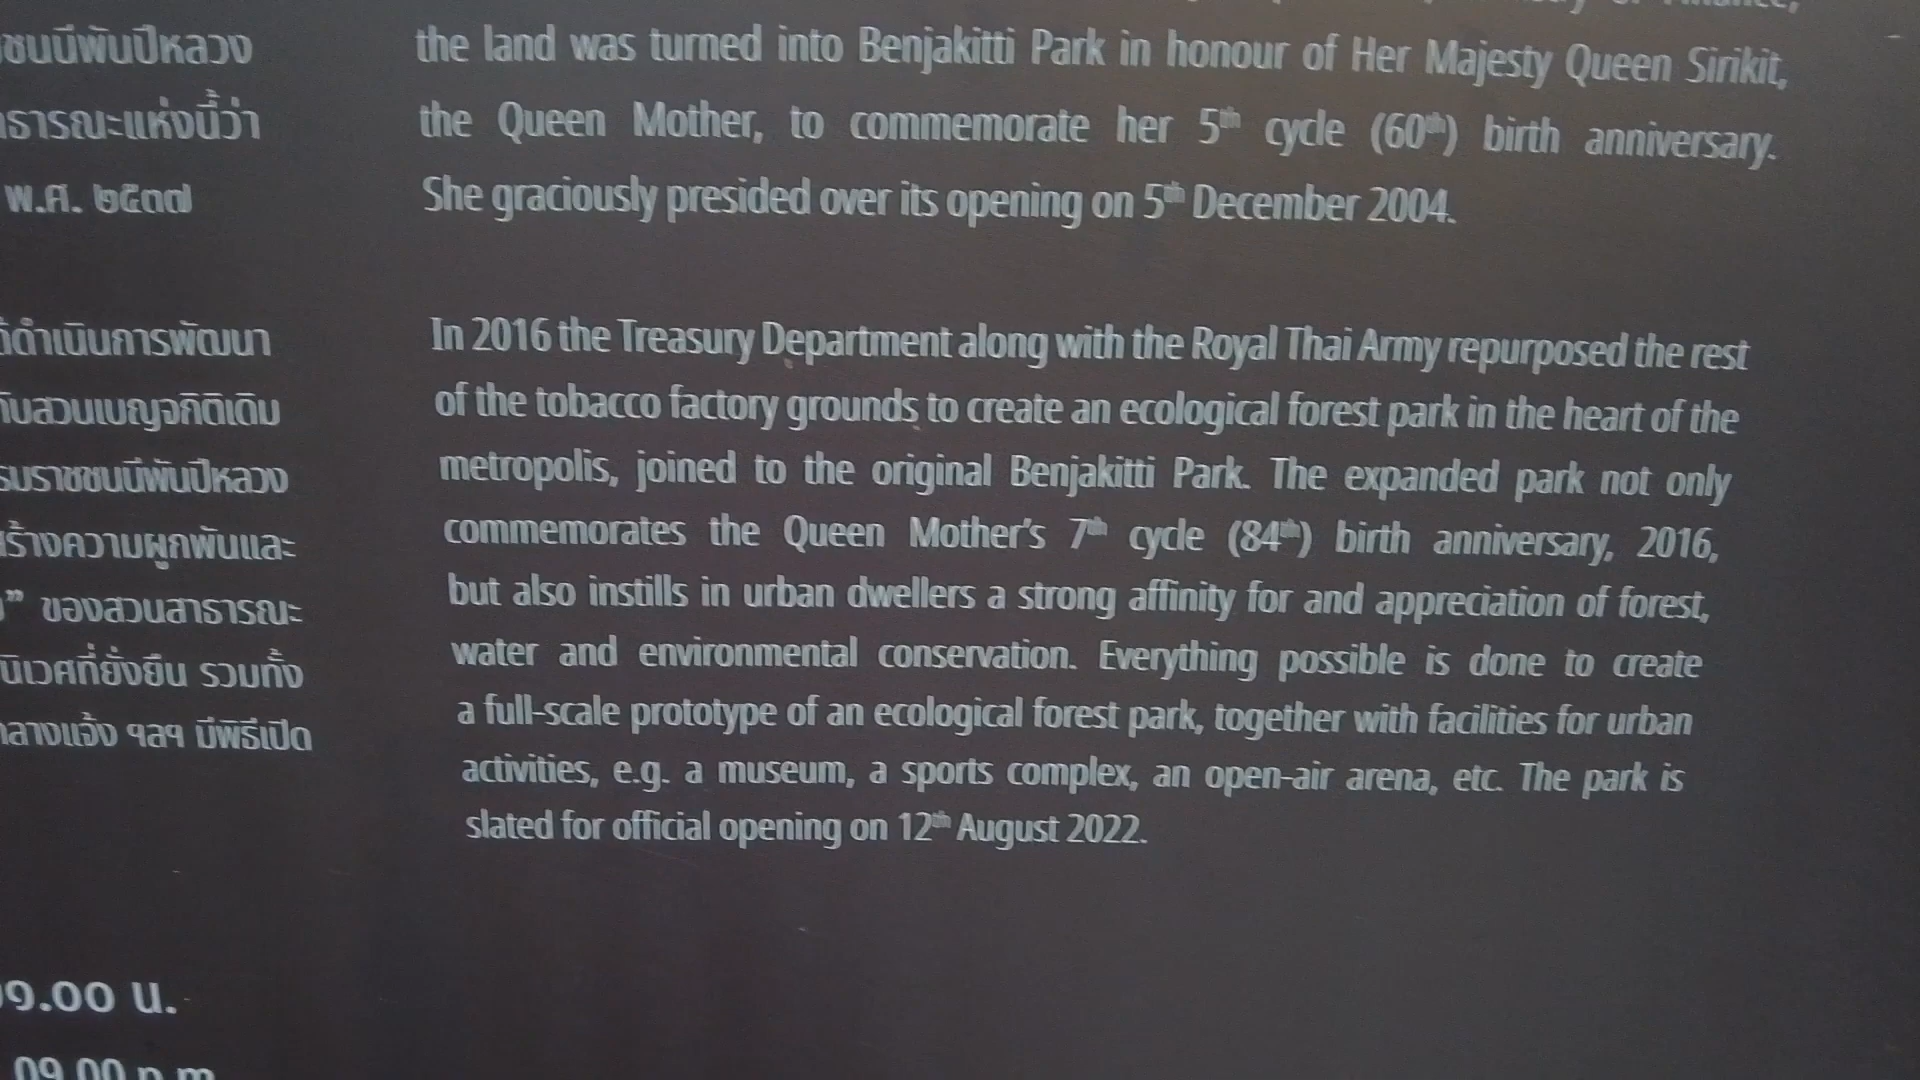 ชชนนีพันปีหลวง
าธารณะแห่งนี้ว่า
พ.ศ. ๒๕๓๗
the land was turned into Benjakitti Park in honour of Her Majesty Queen Sirikit,
the Queen Mother, to commemorate her 5th cycle (60th) birth anniversary.
She graciously presided over its opening on 5th December 2004.
ดำเนินการพัฒนา
กับสวนเบญจกิติเดิม
รมราชชนนีพันปีหลวง
สร้างความผูกพันและ
” ของสวนสาธารณะ
นิเวศที่ยั่งยืน รวมทั้ง
กลางแจ้ง ฯลฯ มีพิธีเปิด
In 2016 the Treasury Department along with the Royal Thai Army repurposed the rest
of the tobacco factory grounds to create an ecological forest park in the heart of the
metropolis, joined to the original Benjakitti Park. The expanded park not only
commemorates the Queen Mother's 7th cycle (84th) birth anniversary, 2016,
but also instills in urban dwellers a strong affinity for and appreciation of forest,
water and environmental conservation. Everything possible is done to create
a full-scale prototype of an ecological forest park, together with facilities for urban
activities, e.g. a museum, a sports complex, an open-air arena, etc. The park is
slated for official opening on 12th August 2022.
9.00 น.
09.00 p.m.